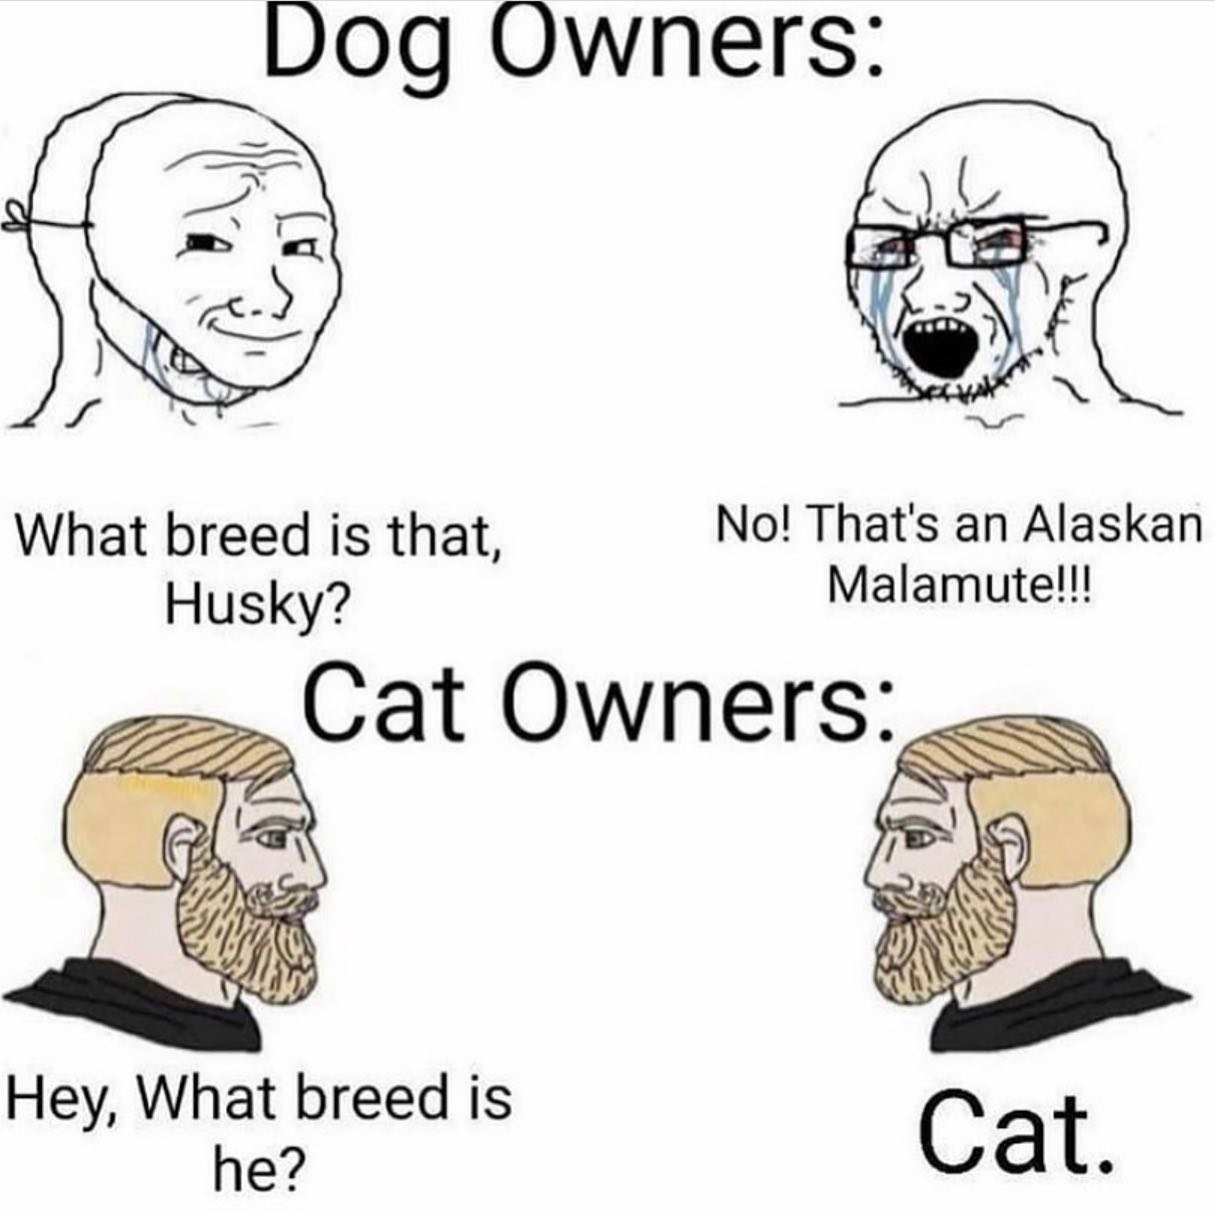 Dog Owners:
What breed is that,
Husky?
No! That's an Alaskan
Malamute!!!
Cat Owners:
Hey, What breed is
he?
Cat.